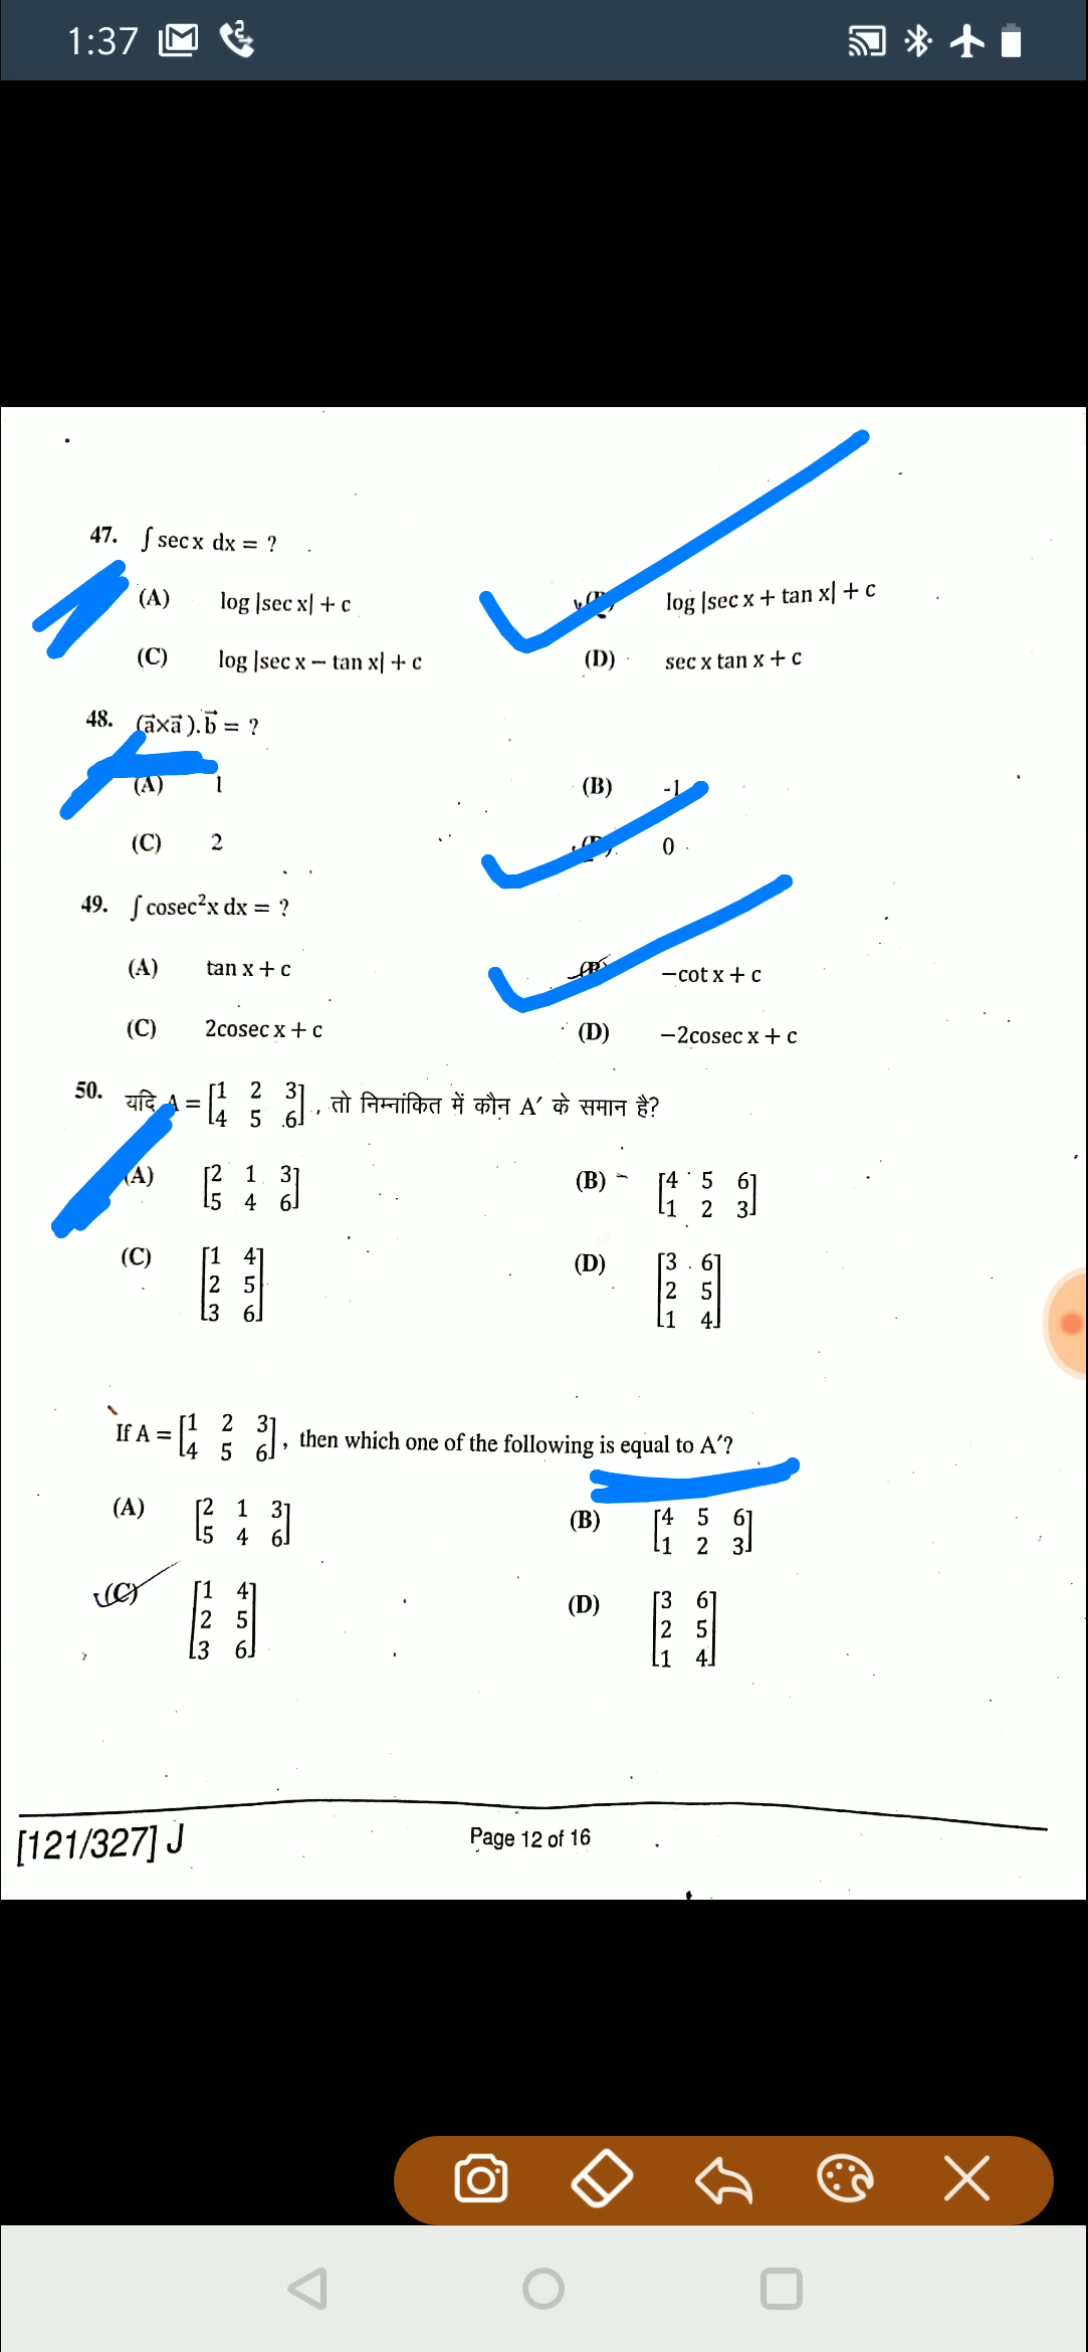 1:37
47. ∫ sec x dx = ?
(A) log |sec x| + c log |sec x + tan x| + c
(C) log |sec x − tan x| + c (D) sec x tan x + c
48. (a⃗×a⃗).b⃗ = ?
(A) 1 (B) -1
(C) 2 0
49. ∫ cosec²x dx = ?
(A) tan x + c (B) −cot x + c
(C) 2cosec x + c (D) −2cosec x + c
50. यदि A = [1 2 3; 4 5 6], तो निम्नांकित में कौन A′ के समान है?
(A) [2 1 3; 5 4 6] (B) [4 5 6; 1 2 3]
(C) [1 4; 2 5; 3 6] (D) [3 6; 2 5; 1 4]
If A = [1 2 3; 4 5 6], then which one of the following is equal to A′?
(A) [2 1 3; 5 4 6] (B) [4 5 6; 1 2 3]
(C) [1 4; 2 5; 3 6] (D) [3 6; 2 5; 1 4]
[121/327] J Page 12 of 16